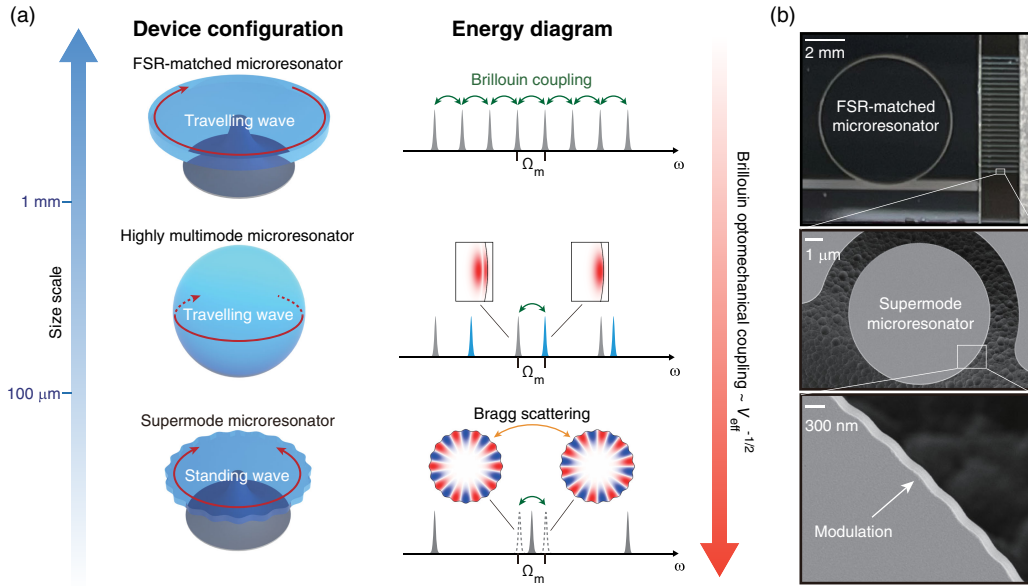 (a)
Device configuration
Energy diagram
FSR-matched microresonator
Travelling wave
Brillouin coupling
Ωm
ω
1 mm
Highly multimode microresonator
Travelling wave
Ωm
ω
Size scale
100 μm
Supermode microresonator
Standing wave
Bragg scattering
Ωm
ω
Brillouin optomechanical coupling ~ Veff^-1/2
(b)
2 mm
FSR-matched
microresonator
1 μm
Supermode
microresonator
300 nm
Modulation